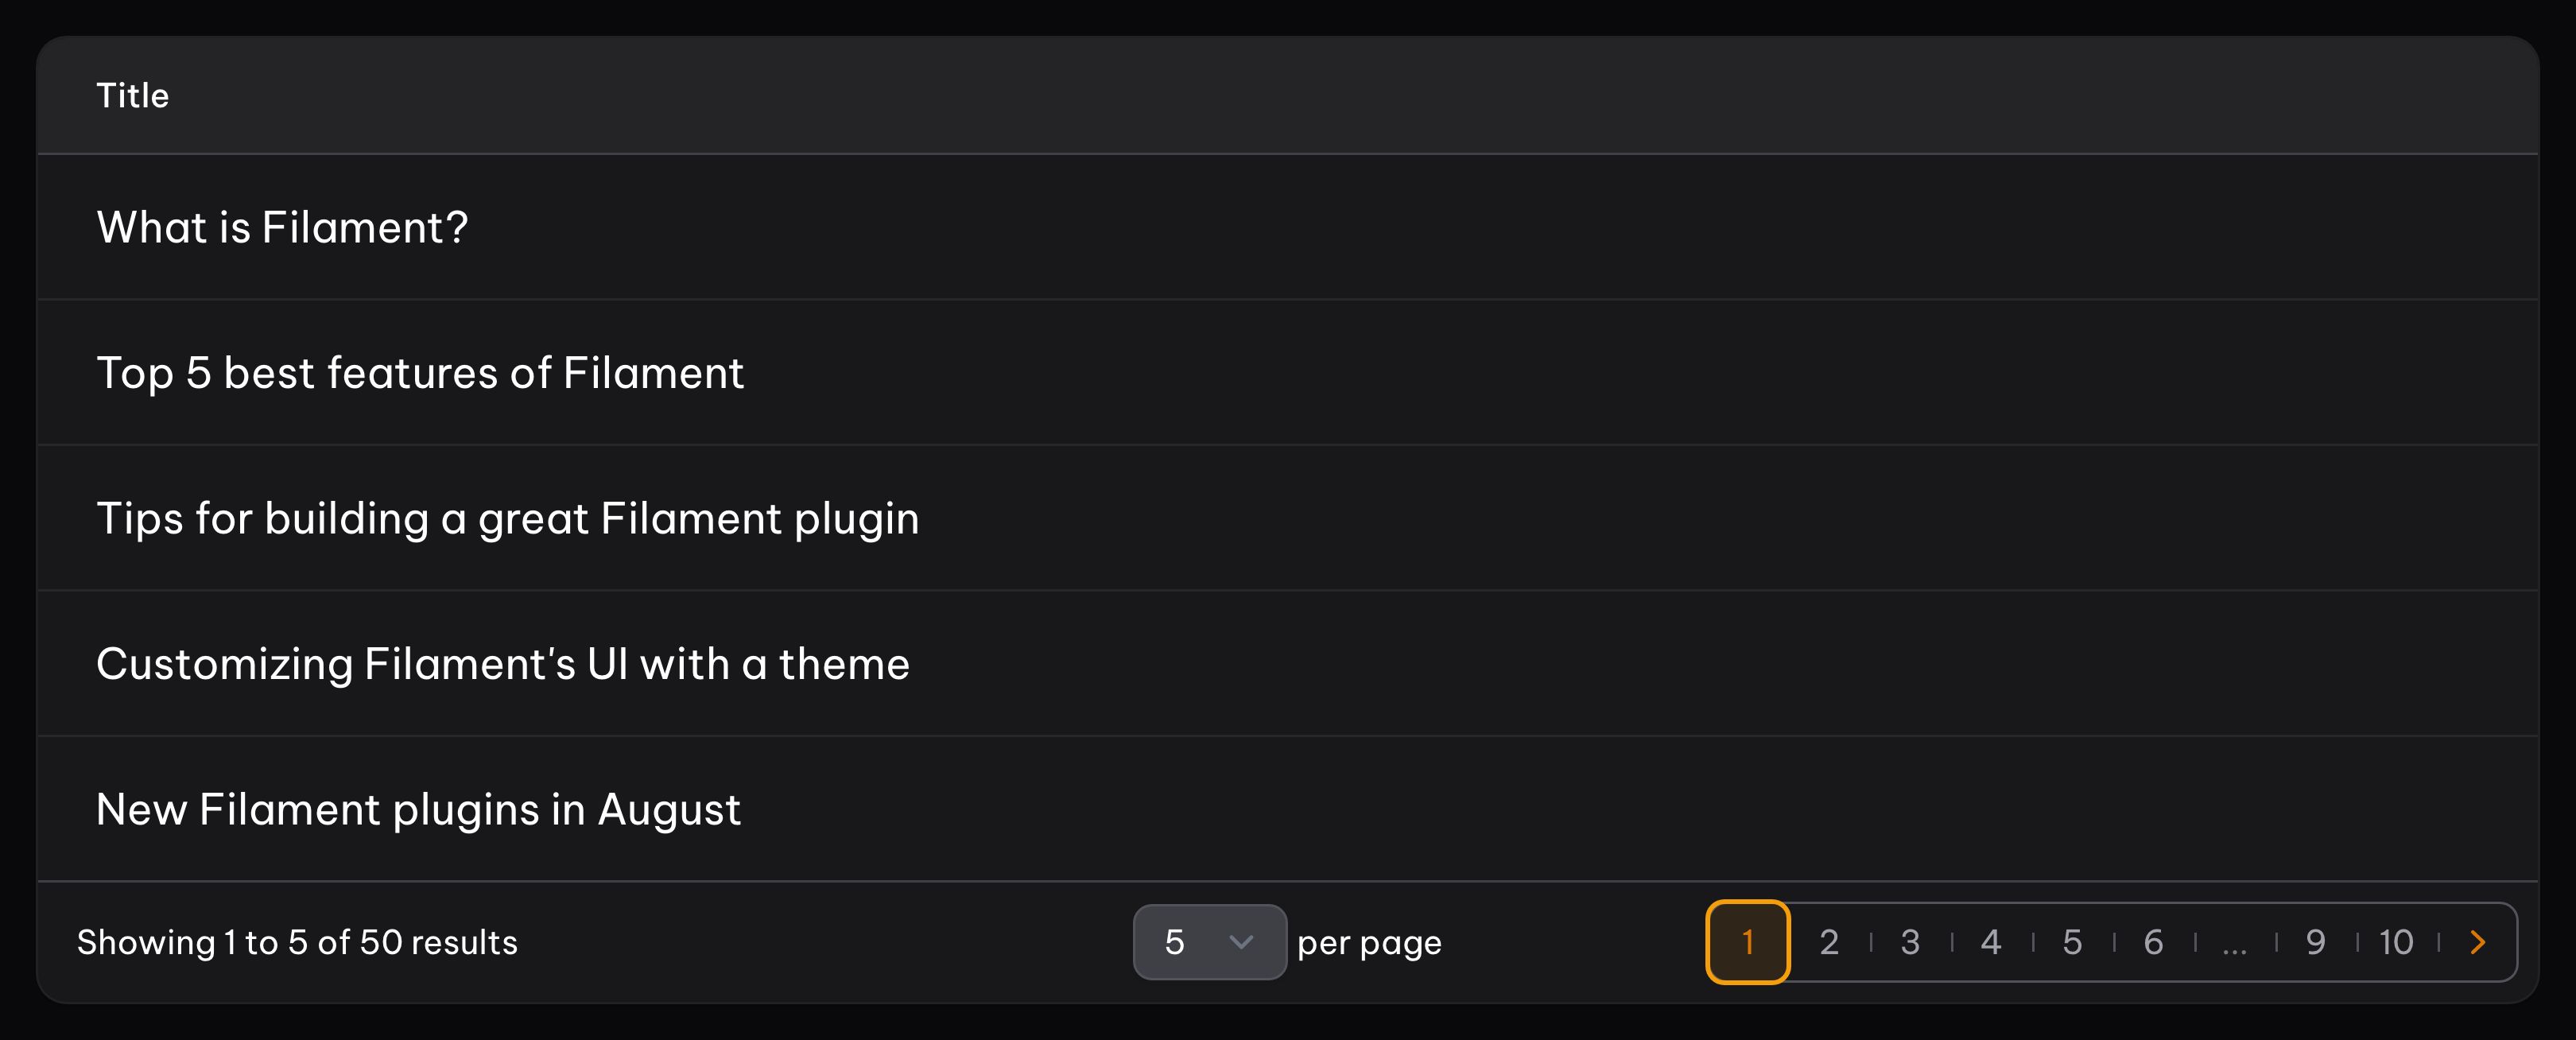 Title
What is Filament?
Top 5 best features of Filament
Tips for building a great Filament plugin
Customizing Filament's UI with a theme
New Filament plugins in August
Showing 1 to 5 of 50 results 5 per page 1 2 3 4 5 6 ... 9 10